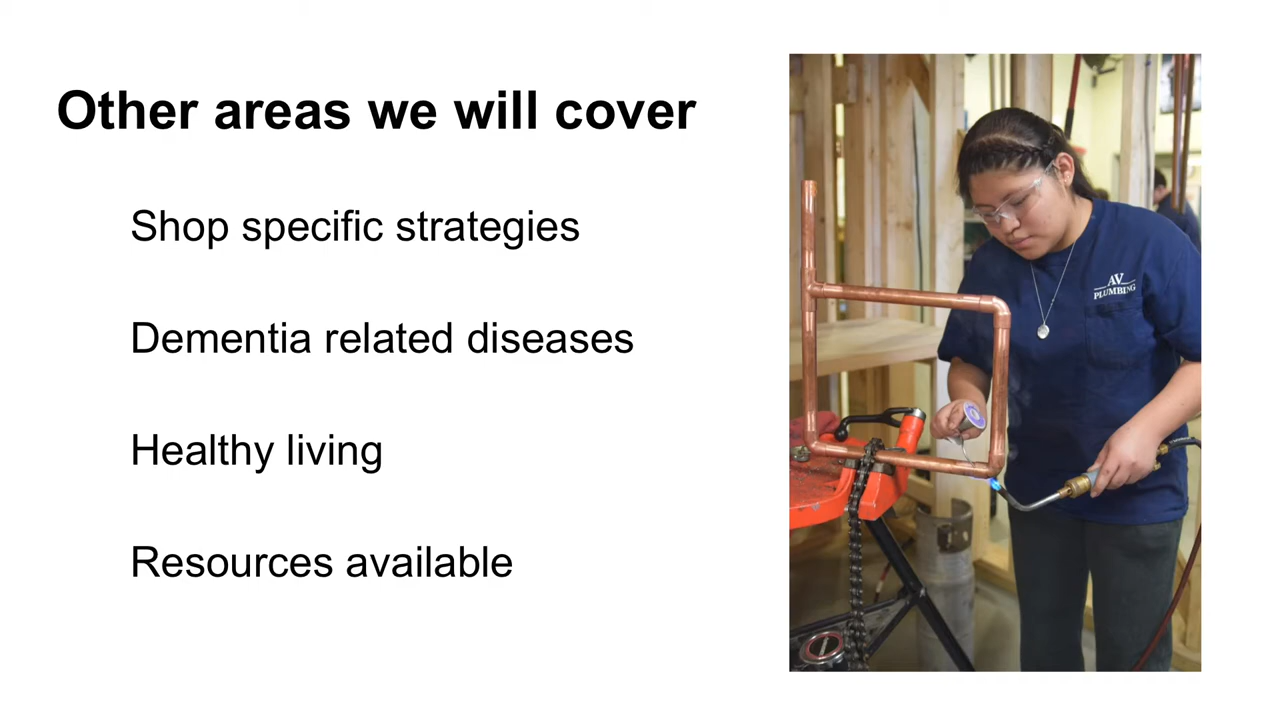 Other areas we will cover
Shop specific strategies
Dementia related diseases
Healthy living
Resources available
AV
PLUMBING